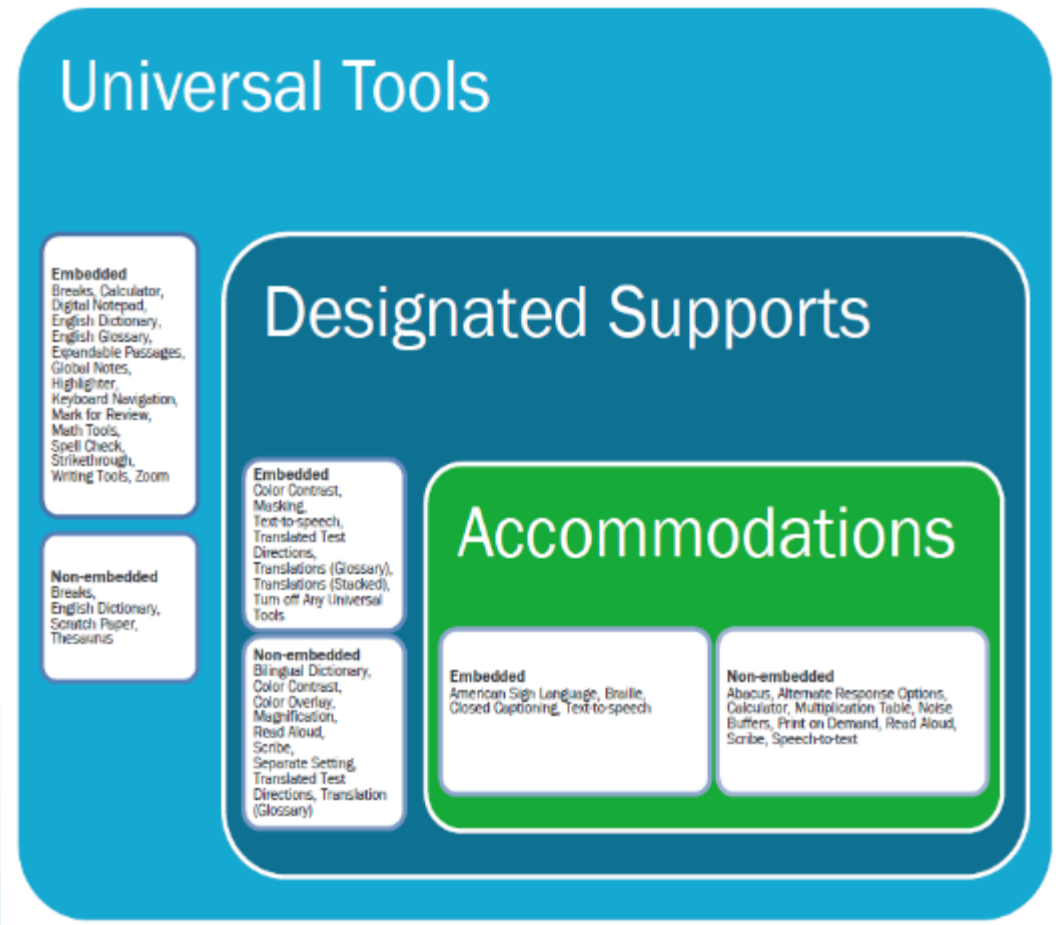 Universal Tools
Embedded
Breaks, Calculator,
Digital Notepad,
English Dictionary,
English Glossary,
Expandable Passages,
Global Notes,
Highlighter,
Keyboard Navigation,
Mark for Review,
Math Tools,
Spell Check,
Strikethrough,
Writing Tools, Zoom
Non-embedded
Breaks,
English Dictionary,
Scratch Paper,
Thesaurus
Designated Supports
Embedded
Color Contrast,
Masking,
Text-to-speech,
Translated Test
Directions,
Translations (Glossary),
Translations (Stacked),
Turn off Any Universal
Tools
Non-embedded
Bilingual Dictionary,
Color Contrast,
Color Overlay,
Magnification,
Read Aloud,
Scribe,
Separate Setting,
Translated Test
Directions, Translation
(Glossary)
Accommodations
Embedded
American Sign Language, Braille,
Closed Captioning, Text-to-speech
Non-embedded
Abacus, Alternate Response Options,
Calculator, Multiplication Table, Noise
Buffers, Print on Demand, Read Aloud,
Scribe, Speech-to-text